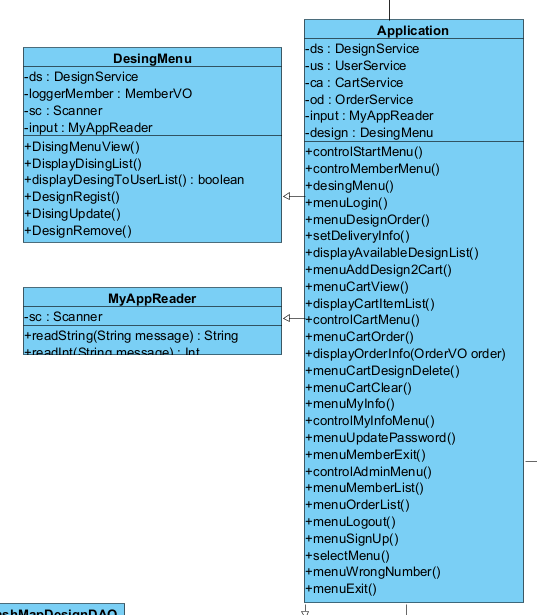 DesingMenu
-ds : DesignService
-loggerMember : MemberVO
-sc : Scanner
-input : MyAppReader
+DisingMenuView()
+DisplayDisingList()
+displayDesingToUserList() : boolean
+DesignRegist()
+DisingUpdate()
+DesignRemove()
MyAppReader
-sc : Scanner
+readString(String message) : String
+readInt(String message) : Int
Application
-ds : DesignService
-us : UserService
-ca : CartService
-od : OrderService
-input : MyAppReader
-design : DesingMenu
+controlStartMenu()
+controMemberMenu()
+desingMenu()
+menuLogin()
+menuDesignOrder()
+setDeliveryInfo()
+displayAvailableDesignList()
+menuAddDesign2Cart()
+menuCartView()
+displayCartItemList()
+controlCartMenu()
+menuCartOrder()
+displayOrderInfo(OrderVO order)
+menuCartDesignDelete()
+menuCartClear()
+menuMyInfo()
+controlMyInfoMenu()
+menuUpdatePassword()
+menuMemberExit()
+controlAdminMenu()
+menuMemberList()
+menuOrderList()
+menuLogout()
+menuSignUp()
+selectMenu()
+menuWrongNumber()
+menuExit()